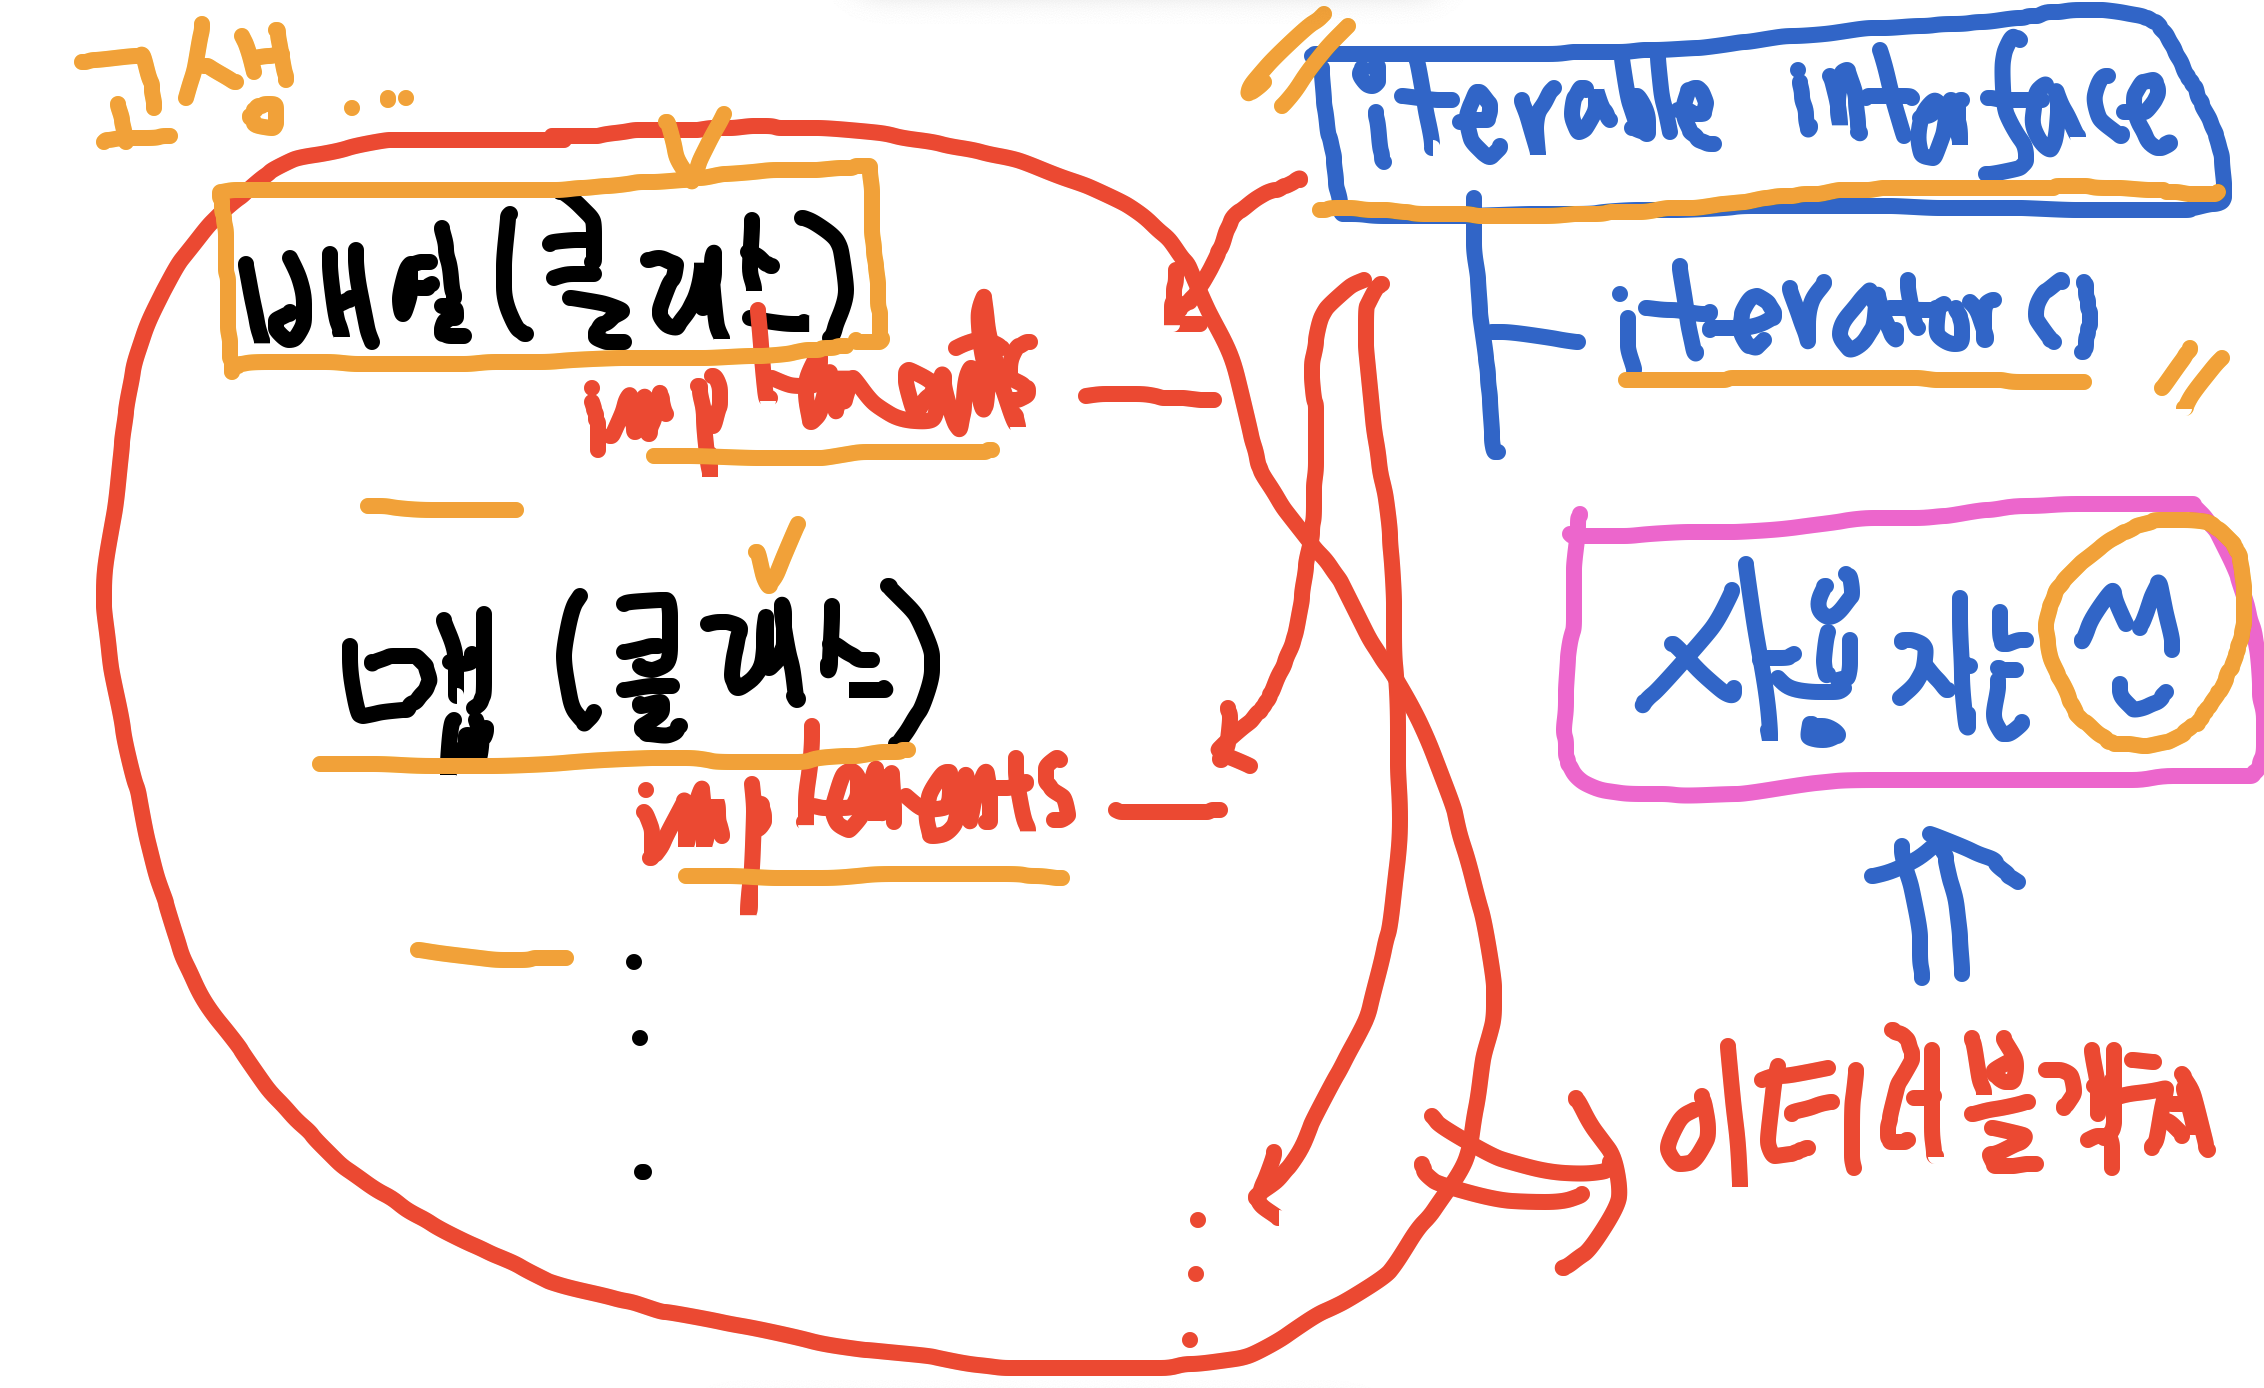 고생 ...
iterable interface
배열 (클래스)
implements
iterator ()
맵 (클래스)
implements
사용자는
이터러블 객체